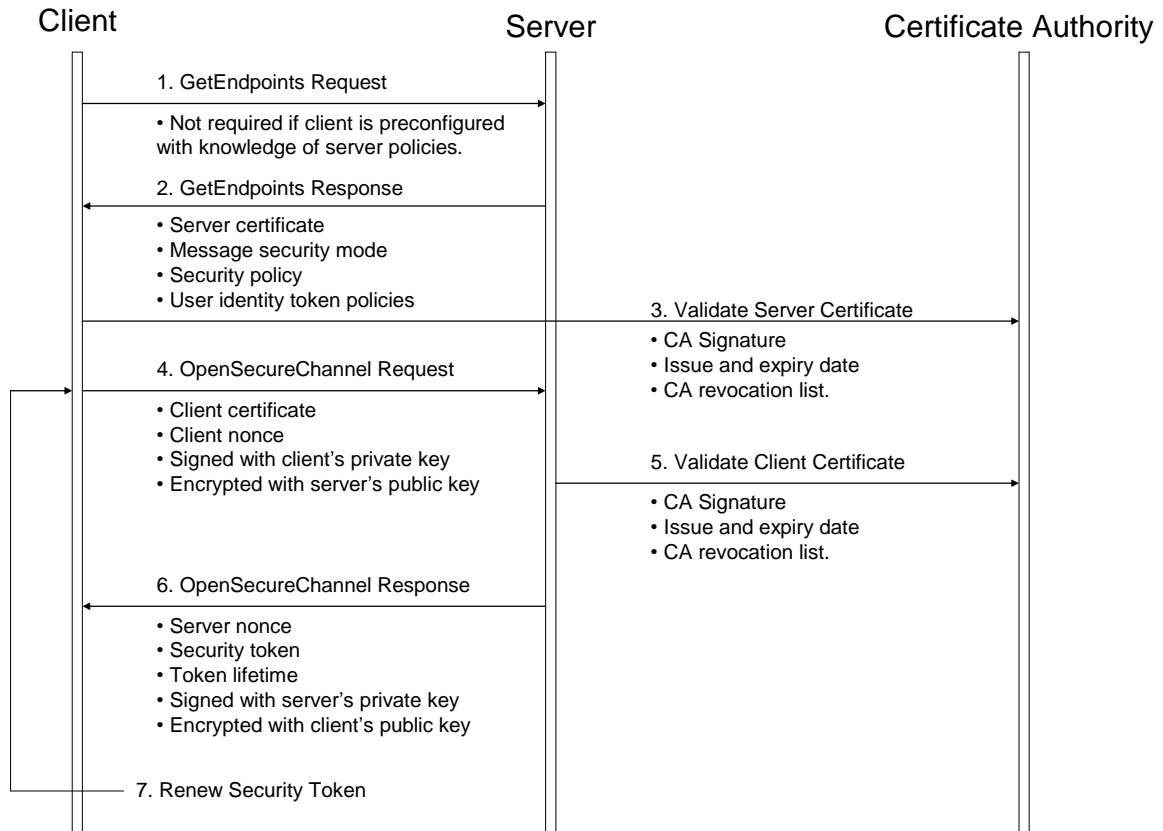 Client
Server
Certificate Authority
1. GetEndpoints Request
• Not required if client is preconfigured
with knowledge of server policies.
2. GetEndpoints Response
• Server certificate
• Message security mode
• Security policy
• User identity token policies
3. Validate Server Certificate
• CA Signature
• Issue and expiry date
• CA revocation list.
4. OpenSecureChannel Request
• Client certificate
• Client nonce
• Signed with client's private key
• Encrypted with server's public key
5. Validate Client Certificate
• CA Signature
• Issue and expiry date
• CA revocation list.
6. OpenSecureChannel Response
• Server nonce
• Security token
• Token lifetime
• Signed with server's private key
• Encrypted with client's public key
7. Renew Security Token